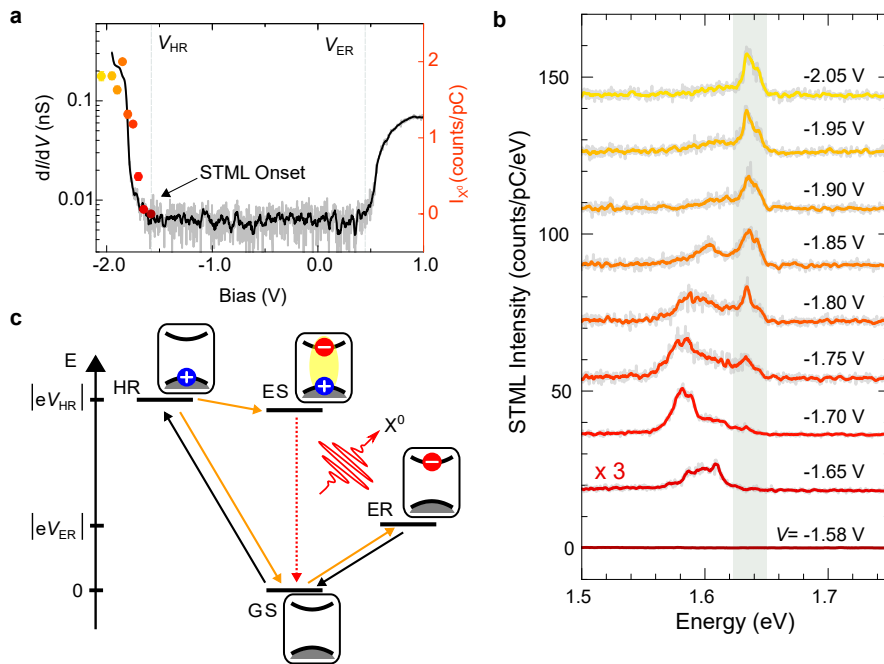 a
V_HR
V_ER
dI/dV (nS)
0.1
0.01
STML Onset
2
1
0
I_X⁰ (counts/pC)
-2.0
-1.0
0.0
1.0
Bias (V)
b
STML Intensity (counts/pC/eV)
150
100
50
0
-2.05 V
-1.95 V
-1.90 V
-1.85 V
-1.80 V
-1.75 V
-1.70 V
x 3
-1.65 V
V= -1.58 V
1.5
1.6
1.7
Energy (eV)
c
E
HR
ES
X⁰
|eV_HR|
ER
|eV_ER|
0
GS
+
−
+
−